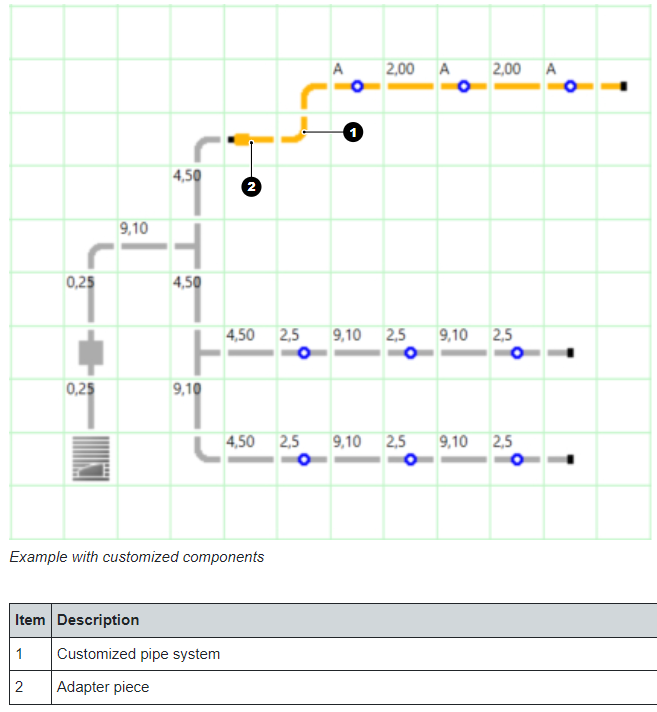 A 2,00 A 2,00 A
1
4,50
2
9,10
0,25 4,50
4,50 2,5 9,10 2,5 9,10 2,5
0,25 9,10
4,50 2,5 9,10 2,5 9,10 2,5
Example with customized components
Item Description
1 Customized pipe system
2 Adapter piece